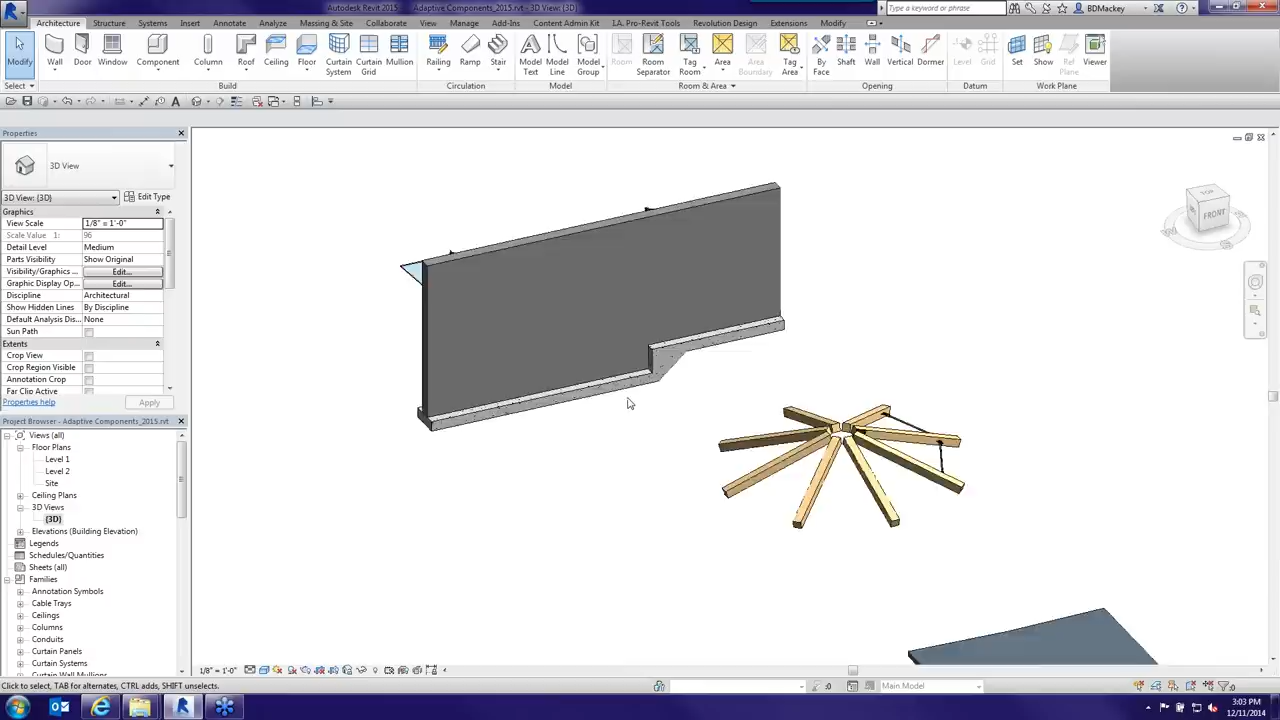 Autodesk Revit 2015 - Adaptive Components_2015.rvt - 3D View: {3D}
Type a keyword or phrase
BDMackey
Architecture Structure Systems Insert Annotate Analyze Massing & Site Collaborate View Manage Add-Ins Content Admin Kit I.A. Pro-Revit Tools Revolution Design Extensions Modify
Modify Wall Door Window Component Column Roof Ceiling Floor Curtain System Curtain Grid Mullion Railing Ramp Stair Model Text Model Line Model Group Room Room Separator Tag Room Area Area Boundary Tag Area By Face Shaft Wall Vertical Dormer Level Grid Set Show Ref Plane Viewer
Select Build Circulation Model Room & Area Opening Datum Work Plane
Properties
3D View
3D View: {3D} Edit Type
Graphics
View Scale 1/8" = 1'-0"
Scale Value 1: 96
Detail Level Medium
Parts Visibility Show Original
Visibility/Graphics ... Edit...
Graphic Display Op... Edit...
Discipline Architectural
Show Hidden Lines By Discipline
Default Analysis Dis... None
Sun Path
Extents
Crop View
Crop Region Visible
Annotation Crop
Far Clip Active
Properties help Apply
Project Browser - Adaptive Components_2015.rvt
Views (all)
Floor Plans
Level 1
Level 2
Site
Ceiling Plans
3D Views
{3D}
Elevations (Building Elevation)
Legends
Schedules/Quantities
Sheets (all)
Families
Annotation Symbols
Cable Trays
Ceilings
Columns
Conduits
Curtain Panels
Curtain Systems
Curtain Wall Mullions
TOP
FRONT
1/8" = 1'-0"
Click to select, TAB for alternates, CTRL adds, SHIFT unselects.
:0
Main Model
:0
3:03 PM
12/11/2014